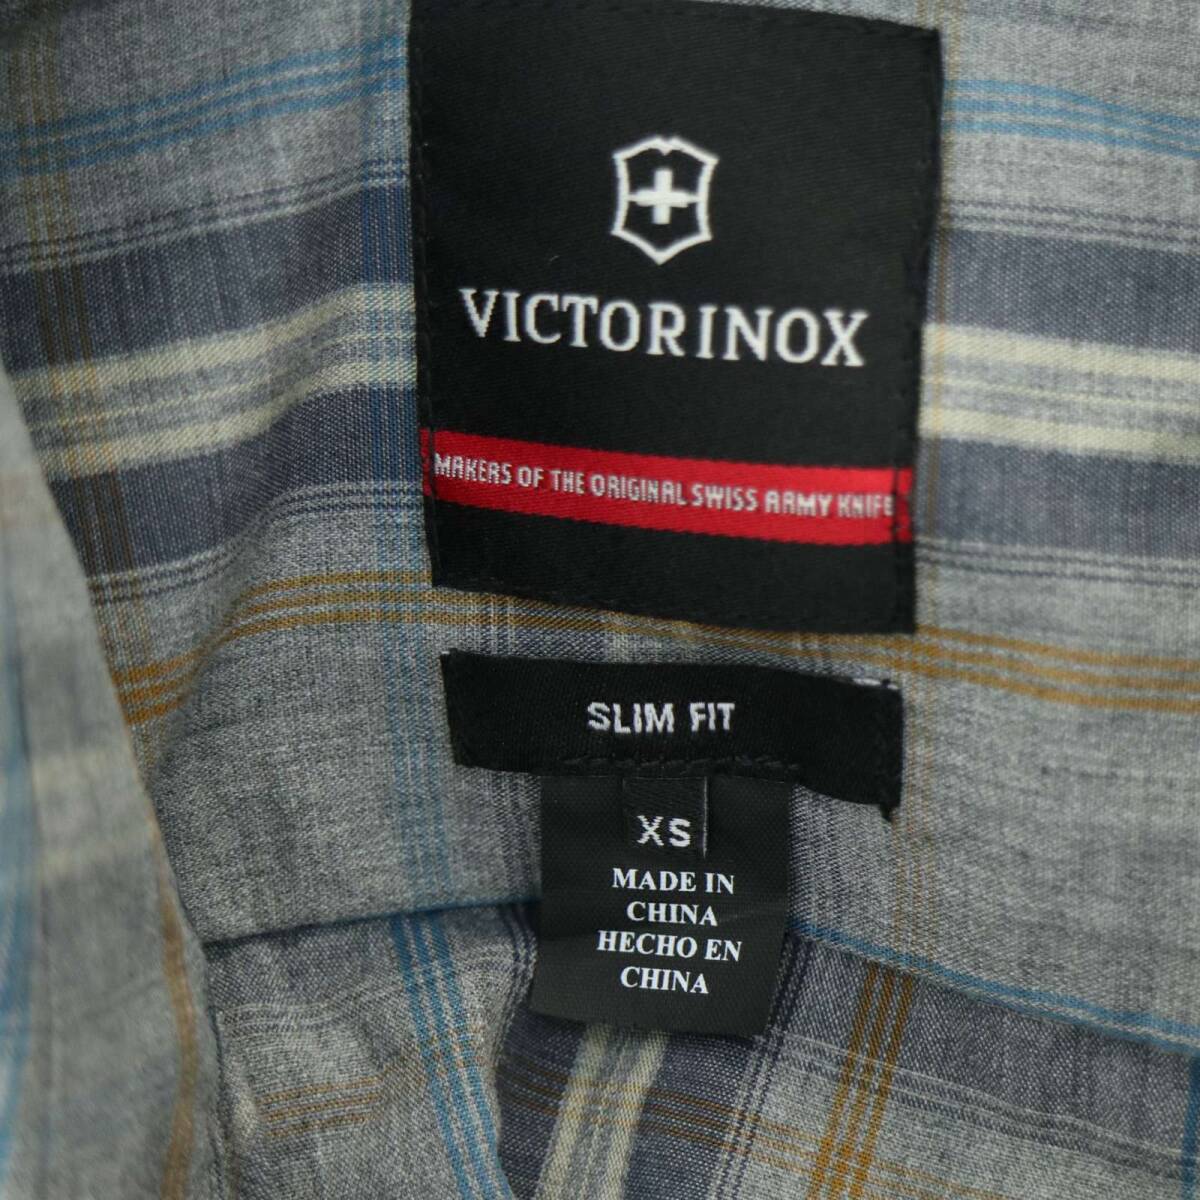 VICTORINOX
MAKERS OF THE ORIGINAL SWISS ARMY KNIFE
SLIM FIT
XS
MADE IN
CHINA
HECHO EN
CHINA